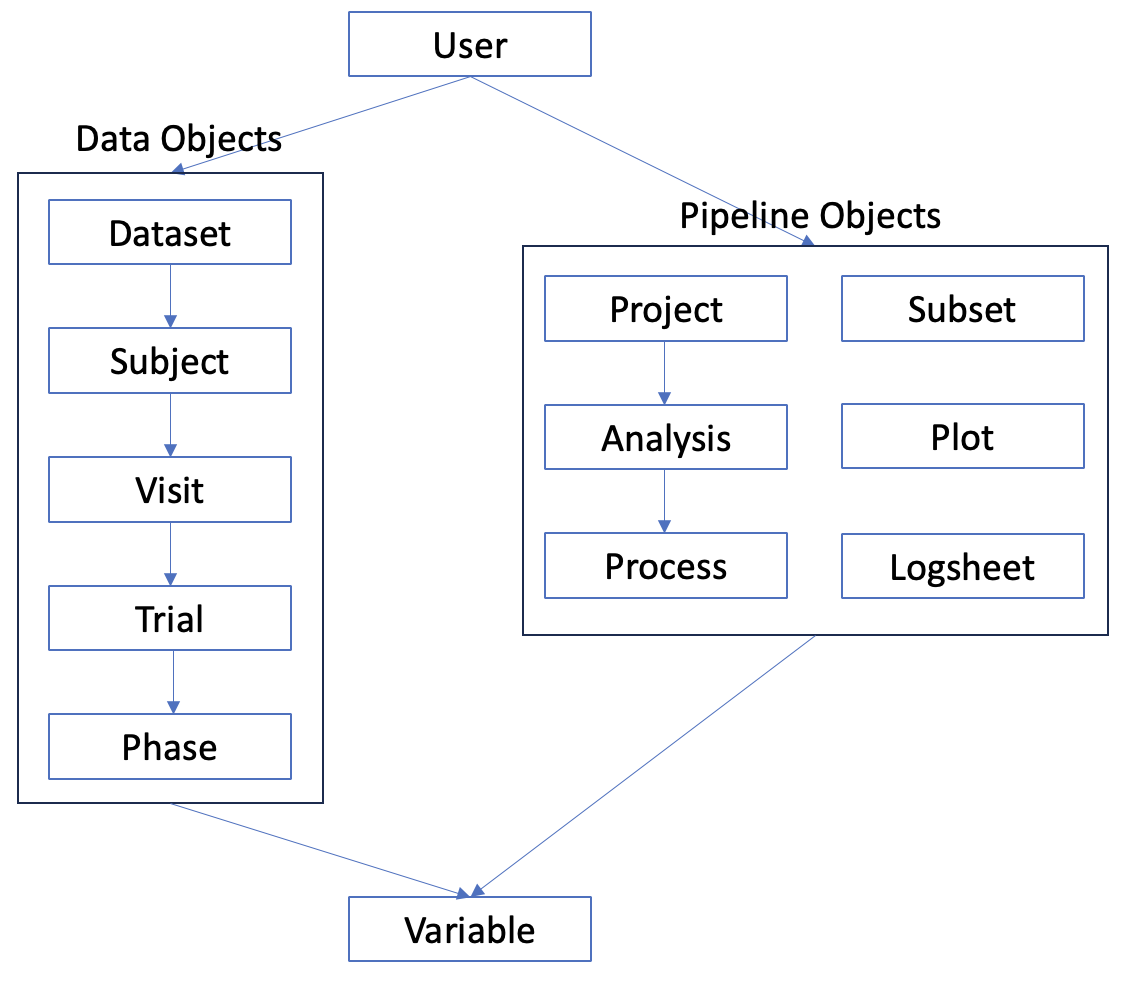 User
Data Objects
Dataset
Subject
Visit
Trial
Phase
Pipeline Objects
Project
Subset
Analysis
Plot
Process
Logsheet
Variable